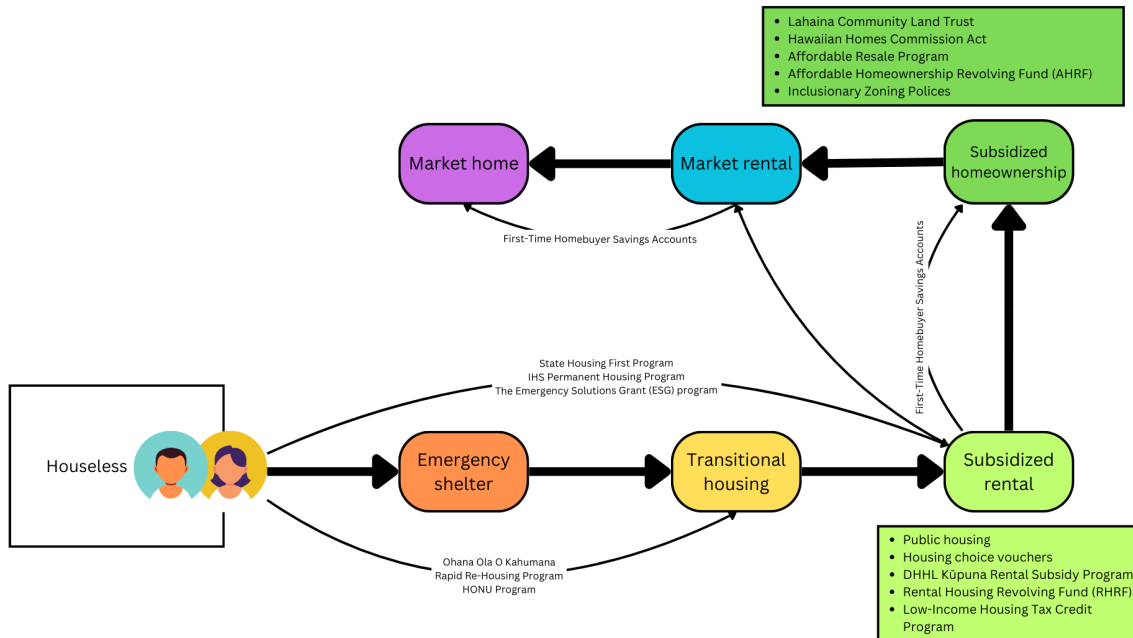 • Lahaina Community Land Trust
• Hawaiian Homes Commission Act
• Affordable Resale Program
• Affordable Homeownership Revolving Fund (AHRF)
• Inclusionary Zoning Polices
Market home
Market rental
Subsidized
homeownership
First-Time Homebuyer Savings Accounts
First-Time Homebuyer Savings Accounts
State Housing First Program
IHS Permanent Housing Program
The Emergency Solutions Grant (ESG) program
Houseless
Emergency
shelter
Transitional
housing
Subsidized
rental
Ohana Ola O Kahumana
Rapid Re-Housing Program
HONU Program
• Public housing
• Housing choice vouchers
• DHHL Kūpuna Rental Subsidy Program
• Rental Housing Revolving Fund (RHRF)
• Low-Income Housing Tax Credit
Program